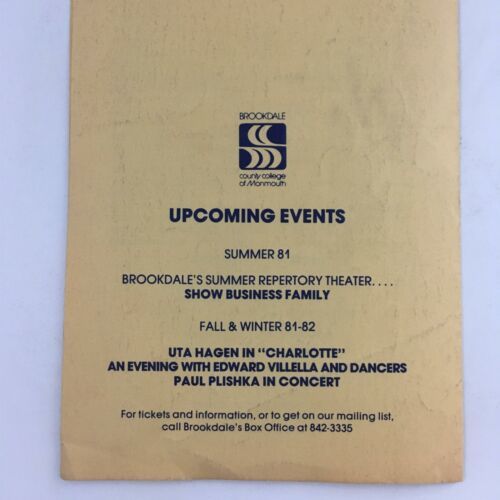 BROOKDALE
county college
of Monmouth
UPCOMING EVENTS
SUMMER 81
BROOKDALE'S SUMMER REPERTORY THEATER....
SHOW BUSINESS FAMILY
FALL & WINTER 81-82
UTA HAGEN IN "CHARLOTTE"
AN EVENING WITH EDWARD VILLELLA AND DANCERS
PAUL PLISHKA IN CONCERT
For tickets and information, or to get on our mailing list,
call Brookdale's Box Office at 842-3335